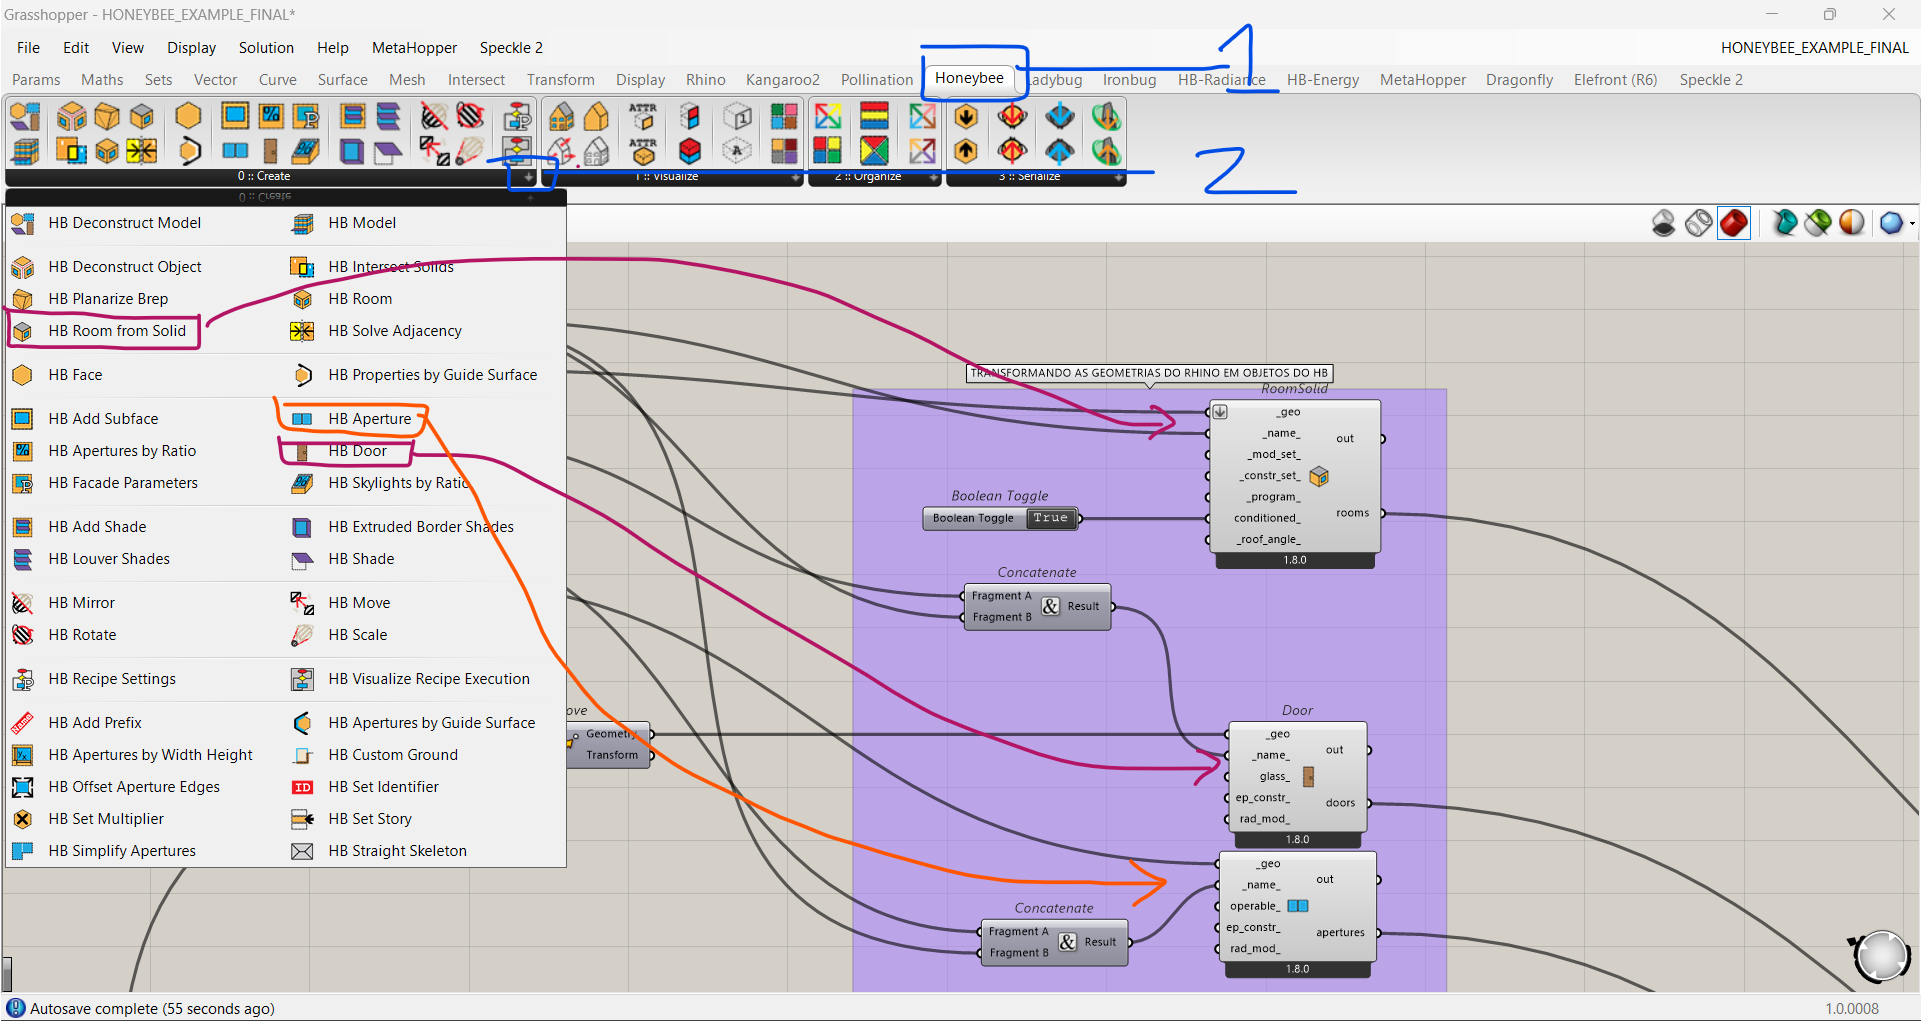 Grasshopper - HONEYBEE_EXAMPLE_FINAL*
File Edit View Display Solution Help MetaHopper Speckle 2 HONEYBEE_EXAMPLE_FINAL
1
Params Maths Sets Vector Curve Surface Mesh Intersect Transform Display Rhino Kangaroo2 Pollination Honeybee Ladybug Ironbug HB-Radiance HB-Energy MetaHopper Dragonfly Elefront (R6) Speckle 2
ATTR
ATTR
2
0 :: Create 1 :: Visualize 2 :: Organize 3 :: Serialize
0 :: Create
HB Deconstruct Model HB Model
HB Deconstruct Object HB Intersect Solids
HB Planarize Brep HB Room
HB Room from Solid HB Solve Adjacency
HB Face HB Properties by Guide Surface
HB Add Subface HB Aperture
HB Apertures by Ratio HB Door
HB Facade Parameters HB Skylights by Ratio
HB Add Shade HB Extruded Border Shades
HB Louver Shades HB Shade
HB Mirror HB Move
HB Rotate HB Scale
HB Recipe Settings HB Visualize Recipe Execution
HB Add Prefix HB Apertures by Guide Surface
HB Apertures by Width Height HB Custom Ground
HB Offset Aperture Edges ID HB Set Identifier
HB Set Multiplier HB Set Story
HB Simplify Apertures HB Straight Skeleton
TRANSFORMANDO AS GEOMETRIAS DO RHINO EM OBJETOS DO HB
RoomSolid
_geo
_name_
out
_mod_set_
_constr_set_
_program_
conditioned_
rooms
_roof_angle_
1.8.0
Boolean Toggle
Boolean Toggle True
Concatenate
Fragment A
Fragment B
& Result
ove
Geometry
Transform
Door
_geo
_name_
out
glass_
ep_constr_
doors
rad_mod_
1.8.0
_geo
_name_
out
operable_
ep_constr_
apertures
rad_mod_
1.8.0
Concatenate
Fragment A
Fragment B
& Result
Autosave complete (55 seconds ago) 1.0.0008